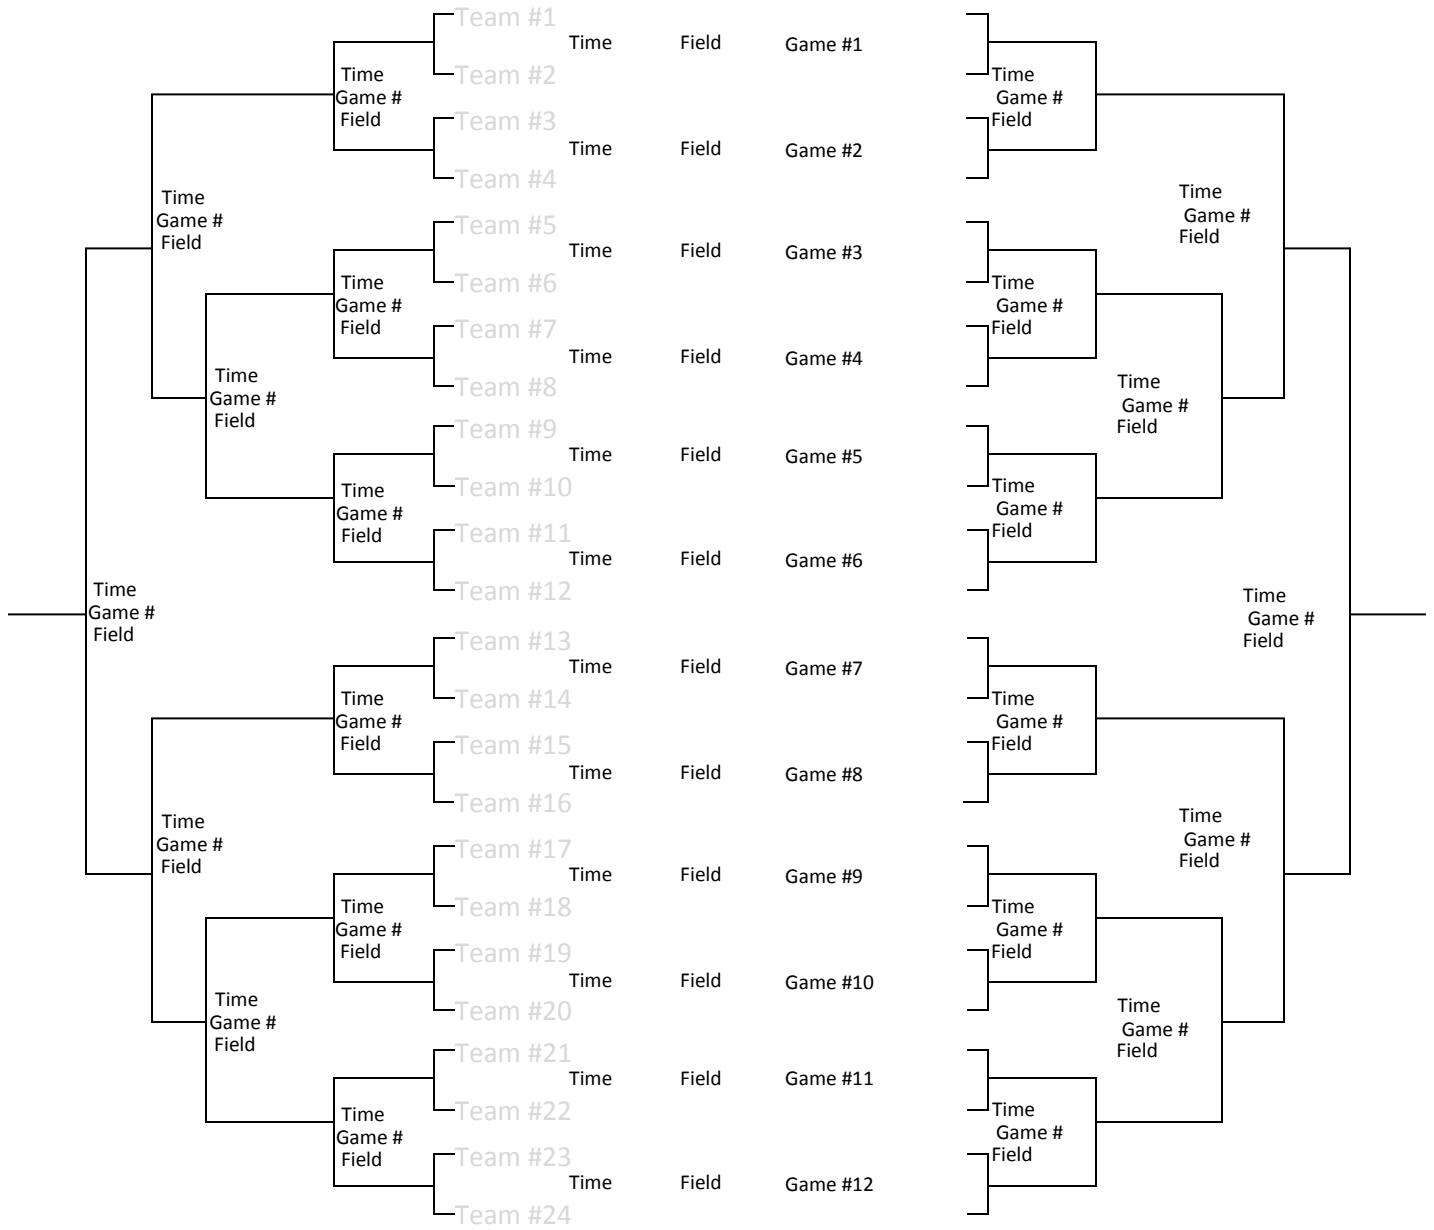 Team #1
Time Field Game #1
Team #2
Time Time
Game # Game #
Field Field
Team #3
Time Field Game #2
Team #4
Time Time
Game # Game #
Field Field
Team #5
Time Field Game #3
Team #6
Time Time
Game # Game #
Field Field
Team #7
Time Field Game #4
Team #8
Time Time
Game # Game #
Field Field
Team #9
Time Field Game #5
Team #10
Time Time
Game # Game #
Field Field
Team #11
Time Field Game #6
Team #12
Time Time
Game # Game #
Field Field
Team #13
Time Field Game #7
Team #14
Time Time
Game # Game #
Field Field
Team #15
Time Field Game #8
Team #16
Time Time
Game # Game #
Field Field
Team #17
Time Field Game #9
Team #18
Time Time
Game # Game #
Field Field
Team #19
Time Field Game #10
Team #20
Time Time
Game # Game #
Field Field
Team #21
Time Field Game #11
Team #22
Time Time
Game # Game #
Field Field
Team #23
Time Field Game #12
Team #24